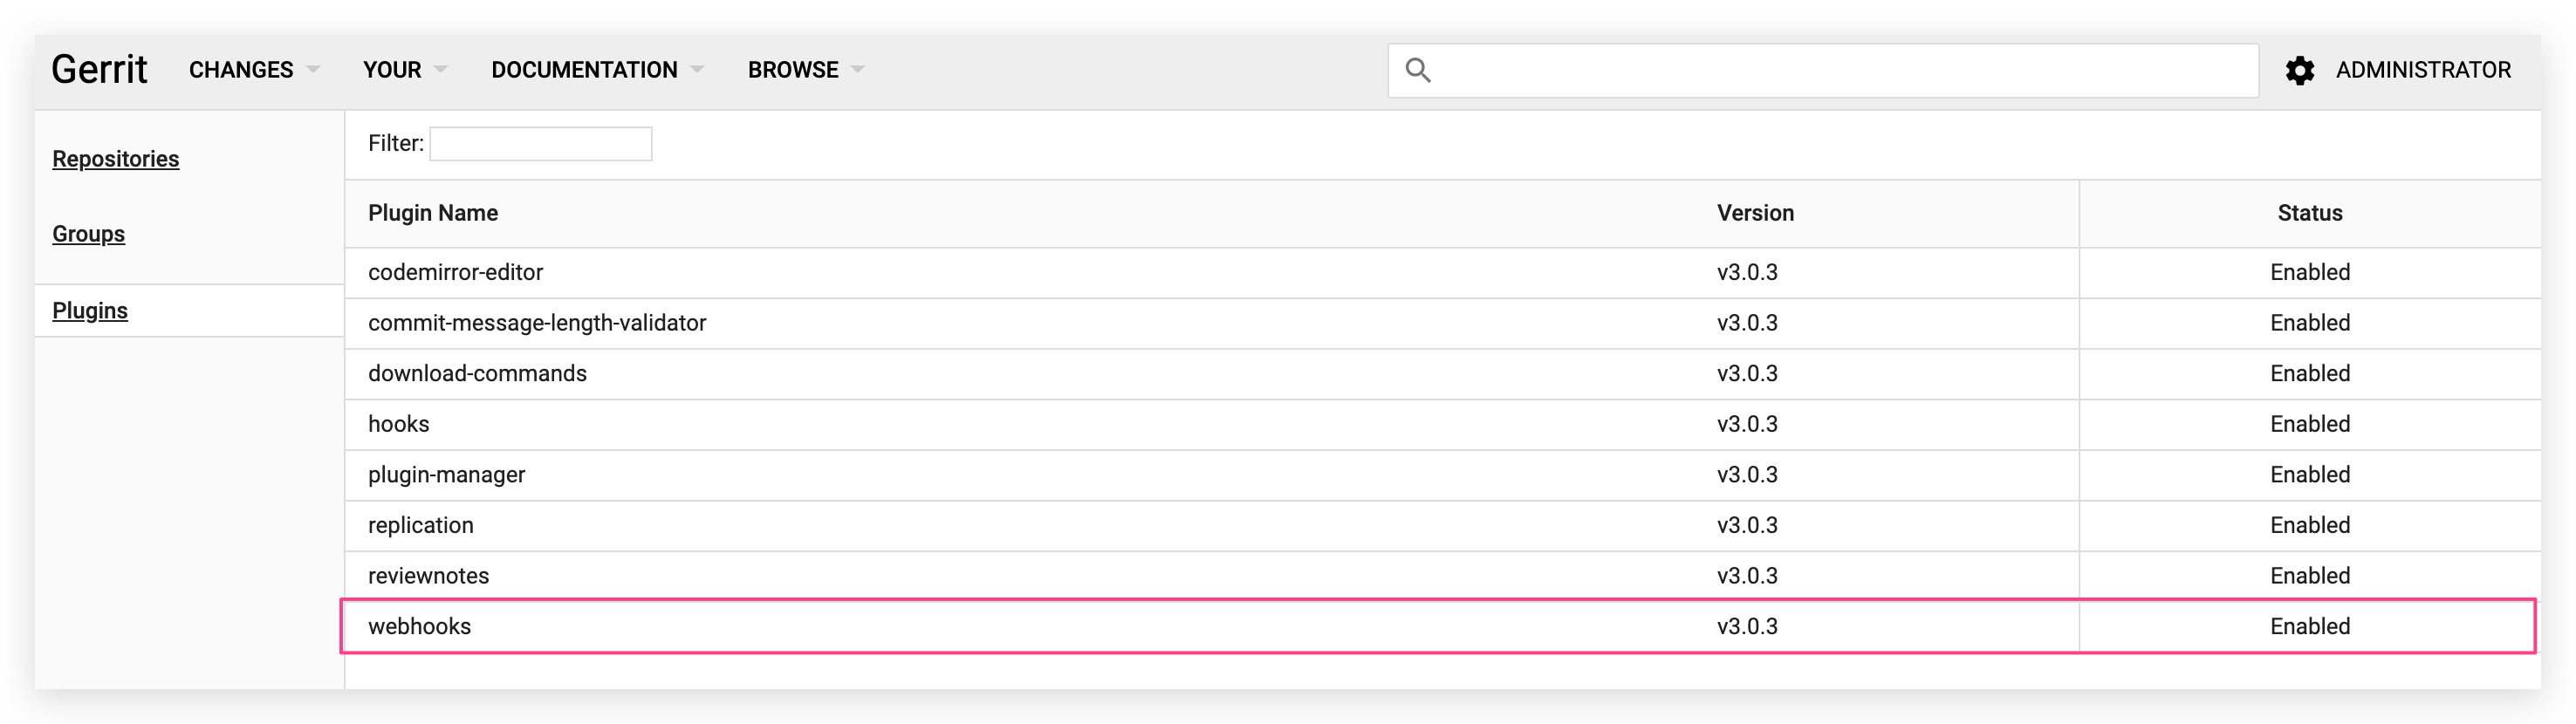 Gerrit CHANGES YOUR DOCUMENTATION BROWSE ADMINISTRATOR
Repositories
Groups
Plugins
Filter:
Plugin Name Version Status
codemirror-editor v3.0.3 Enabled
commit-message-length-validator v3.0.3 Enabled
download-commands v3.0.3 Enabled
hooks v3.0.3 Enabled
plugin-manager v3.0.3 Enabled
replication v3.0.3 Enabled
reviewnotes v3.0.3 Enabled
webhooks v3.0.3 Enabled